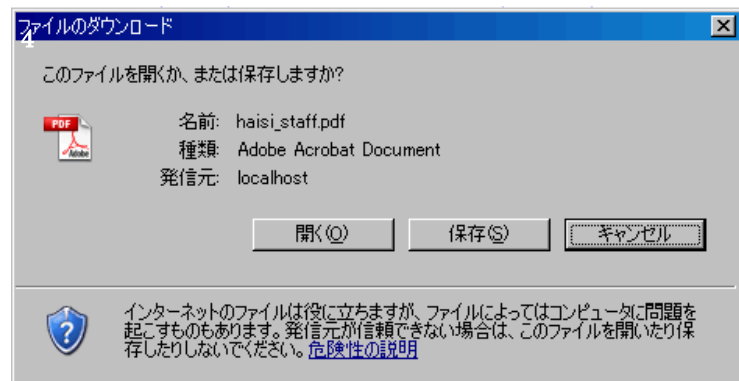 ファイルのダウンロード
4
このファイルを開くか、または保存しますか?
PDF
Adobe
名前: haisi_staff.pdf
種類: Adobe Acrobat Document
発信元: localhost
開く(O) 保存(S) キャンセル
インターネットのファイルは役に立ちますが、ファイルによってはコンピュータに問題を
起こすものもあります。発信元が信頼できない場合は、このファイルを開いたり保
存したりしないでください。危険性の説明